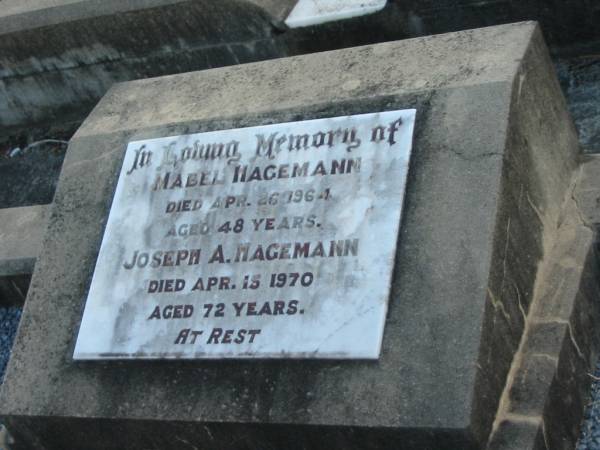 In Loving Memory of
MABEL HAGEMANN
DIED APR. 26 1964
AGED 48 YEARS.
JOSEPH A. HAGEMANN
DIED APR. 15 1970
AGED 72 YEARS.
AT REST